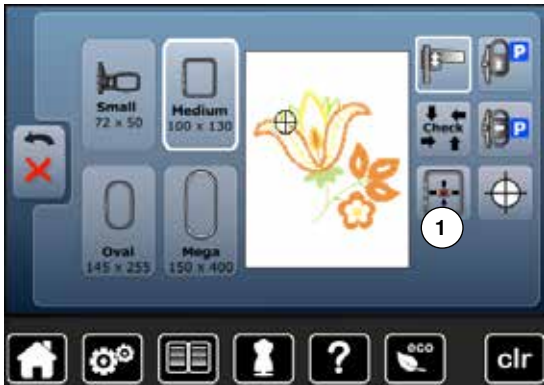 Small
72 x 50
Medium
100 x 130
P
Check
P
1
Oval
145 x 255
Mega
150 x 400
?
eco
clr